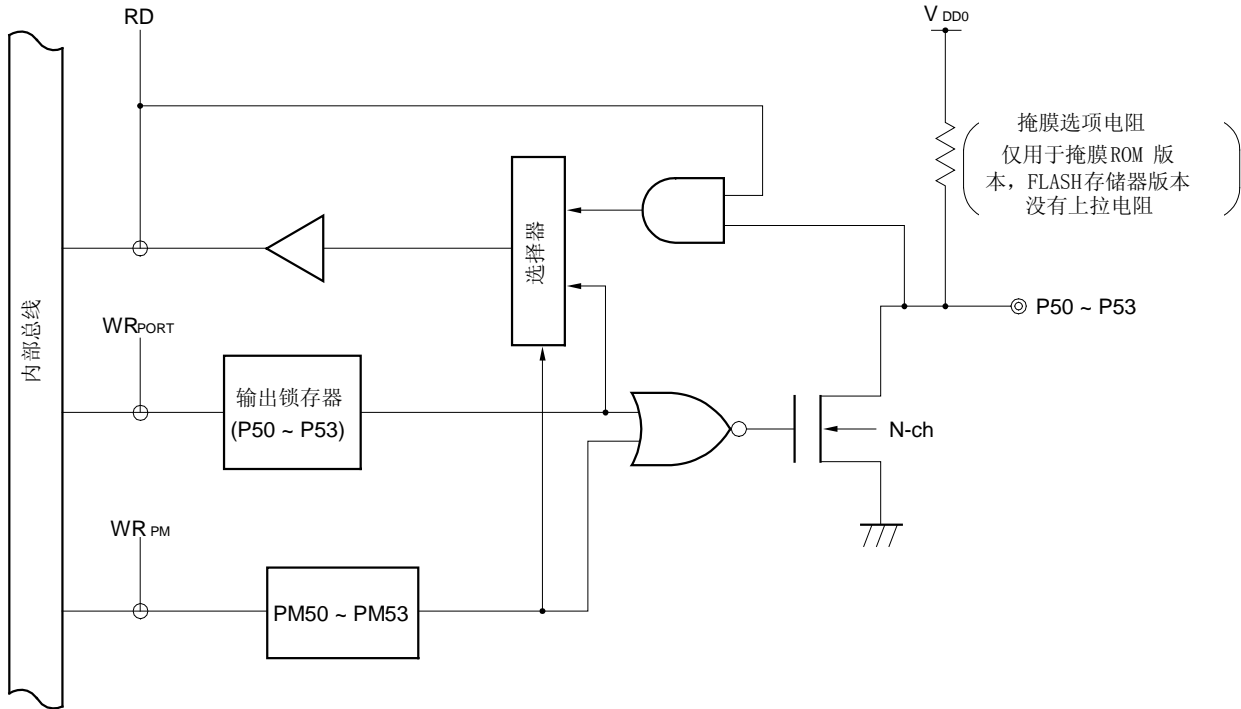 RD
V DD0
掩膜选项电阻
仅用于掩膜ROM 版
本，FLASH存储器版本
没有上拉电阻
选择器
内部总线
WRPORT
P50 ~ P53
输出锁存器
(P50 ~ P53)
N-ch
WR PM
PM50 ~ PM53